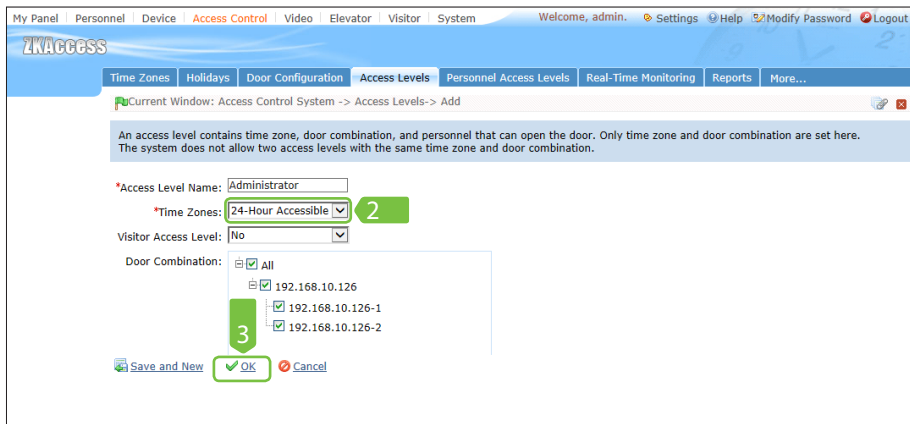 My Panel Personnel Device Access Control Video Elevator Visitor System Welcome, admin. Settings Help Modify Password Logout
ZKAccess
Time Zones Holidays Door Configuration Access Levels Personnel Access Levels Real-Time Monitoring Reports More...
Current Window: Access Control System -> Access Levels-> Add
An access level contains time zone, door combination, and personnel that can open the door. Only time zone and door combination are set here.
The system does not allow two access levels with the same time zone and door combination.
*Access Level Name: Administrator
*Time Zones: 24-Hour Accessible 2
Visitor Access Level: No
Door Combination: All
192.168.10.126
192.168.10.126-1
192.168.10.126-2
3
Save and New OK Cancel